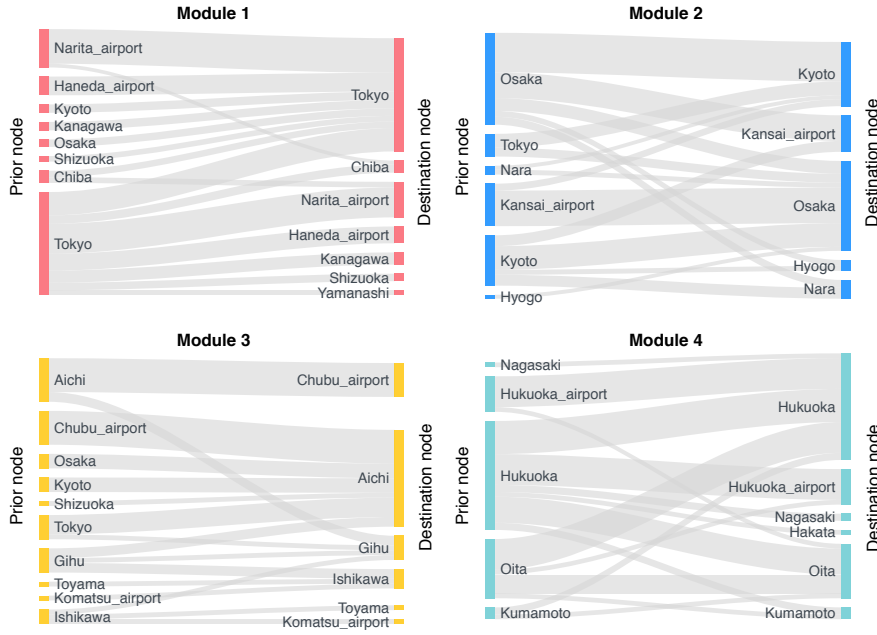 Module 1
Prior node
Narita_airport
Haneda_airport
Kyoto
Kanagawa
Osaka
Shizuoka
Chiba
Tokyo
Tokyo
Chiba
Narita_airport
Haneda_airport
Kanagawa
Shizuoka
Yamanashi
Destination node
Module 2
Prior node
Osaka
Tokyo
Nara
Kansai_airport
Kyoto
Hyogo
Kyoto
Kansai_airport
Osaka
Hyogo
Nara
Destination node
Module 3
Prior node
Aichi
Chubu_airport
Osaka
Kyoto
Shizuoka
Tokyo
Gihu
Toyama
Komatsu_airport
Ishikawa
Chubu_airport
Aichi
Gihu
Ishikawa
Toyama
Komatsu_airport
Destination node
Module 4
Prior node
Nagasaki
Hukuoka_airport
Hukuoka
Oita
Kumamoto
Hukuoka
Hukuoka_airport
Nagasaki
Hakata
Oita
Kumamoto
Destination node